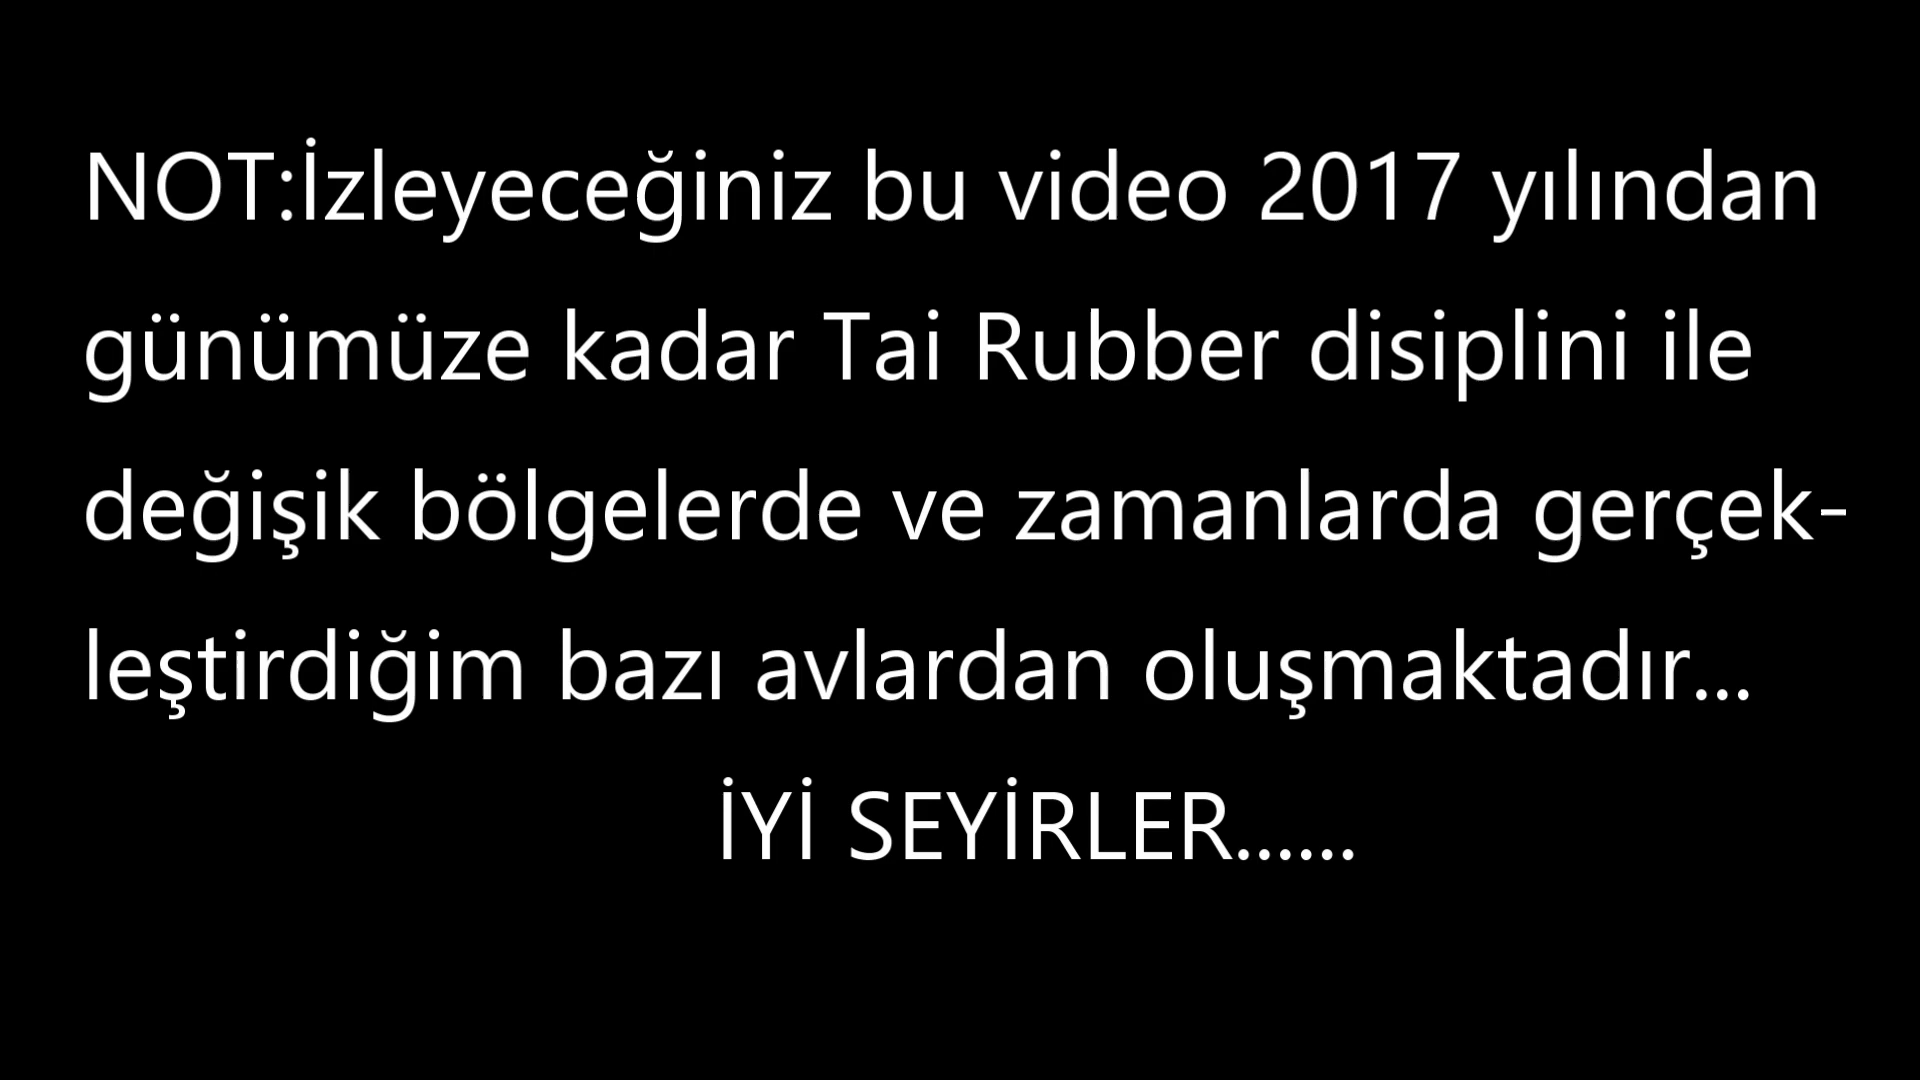 NOT:İzleyeceğiniz bu video 2017 yılından
günümüze kadar Tai Rubber disiplini ile
değişik bölgelerde ve zamanlarda gerçek-
leştirdiğim bazı avlardan oluşmaktadır...
İYİ SEYİRLER......